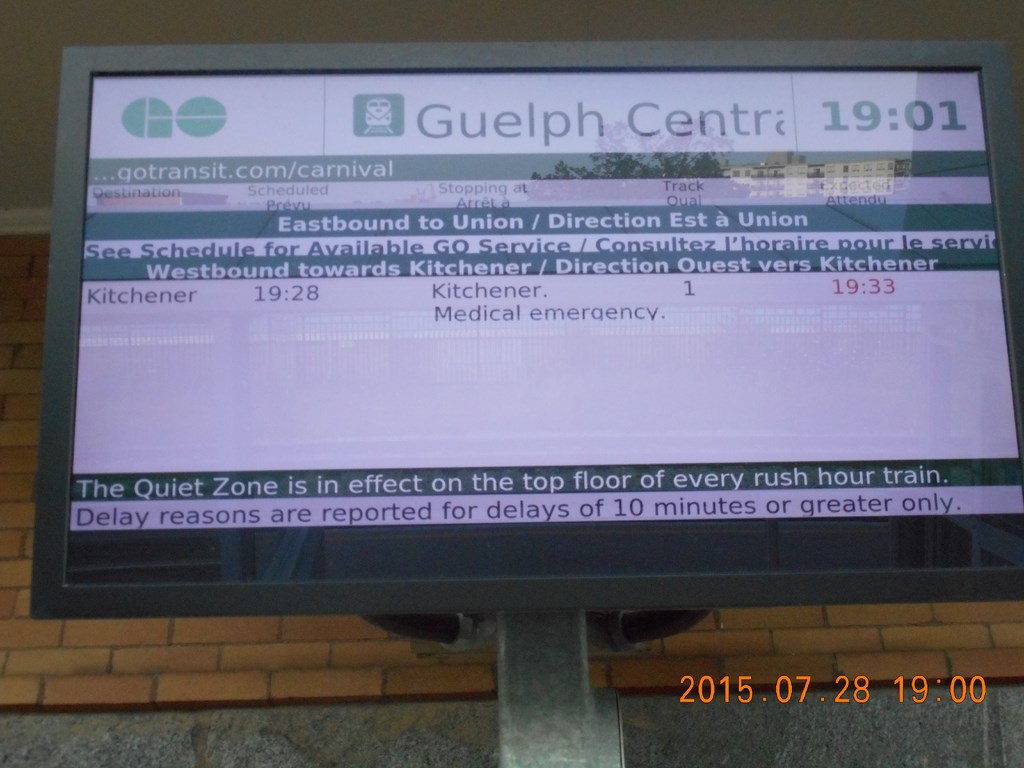 GO Guelph Centra 19:01
...gotransit.com/carnival
Destination Scheduled Stopping at Track Expected
Prévu Arrêt à Quai Attendu
Eastbound to Union / Direction Est à Union
See Schedule for Available GO Service / Consultez l'horaire pour le servic
Westbound towards Kitchener / Direction Ouest vers Kitchener
Kitchener 19:28 Kitchener. 1 19:33
Medical emergency.
The Quiet Zone is in effect on the top floor of every rush hour train.
Delay reasons are reported for delays of 10 minutes or greater only.
2015.07.28 19:00